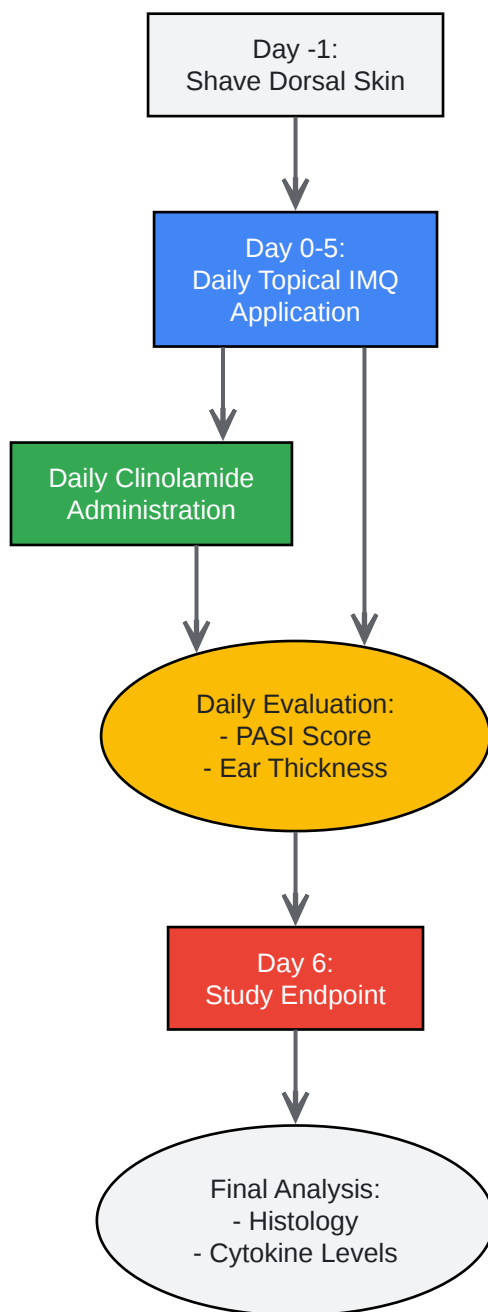 Day -1:
Shave Dorsal Skin
Day 0-5:
Daily Topical IMQ
Application
Daily Clinolamide
Administration
Daily Evaluation:
- PASI Score
- Ear Thickness
Day 6:
Study Endpoint
Final Analysis:
- Histology
- Cytokine Levels